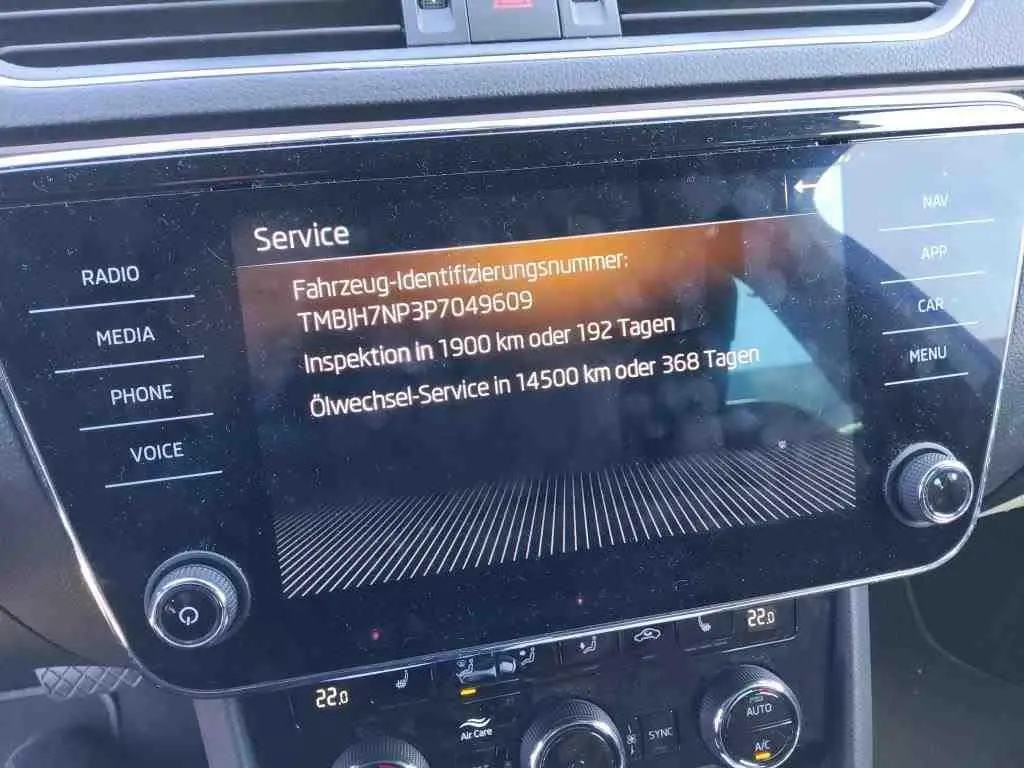 Service
Fahrzeug-Identifizierungsnummer:
TMBJH7NP3P7049609
Inspektion in 1900 km oder 192 Tagen
Ölwechsel-Service in 14500 km oder 368 Tagen
RADIO
MEDIA
PHONE
VOICE
NAV
APP
CAR
MENU
22.0
22.0
Air Care
SYNC
AUTO
A/C